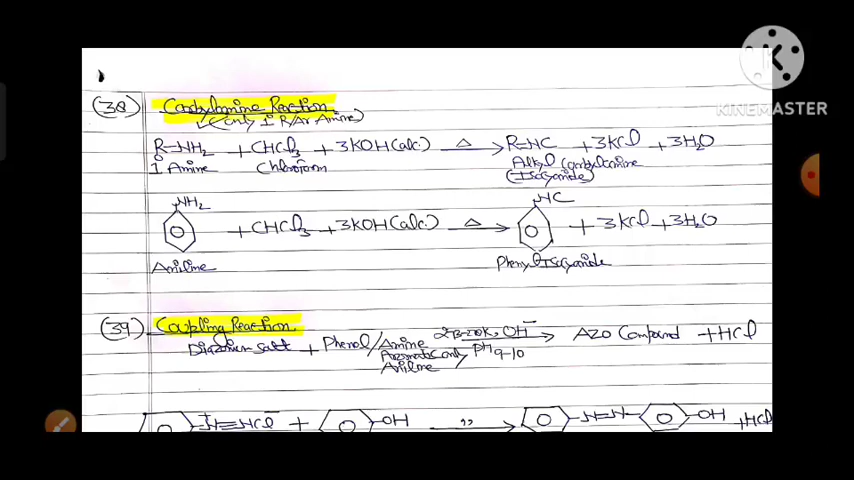 KINEMASTER
(38) Carbylamine Reaction
(only 1° R/Ar Amine)
R-NH2 + CHCl3 + 3KOH(alc.) △ → R-NC + 3KCl + 3H2O
1° Amine Chloroform Alkyl Carbylamine
(Isocyanide)
NH2 NC
+ CHCl3 + 3KOH(alc.) △ → + 3KCl + 3H2O
Aniline Phenyl Isocyanide
(39) Coupling Reaction
Diazonium Salt + Phenol/Amine 273-278K, OH⁻ → Azo Compound + HCl
Aromatic only pH 9-10
Aniline
N≡NCl + OH " → N=N OH + HCl